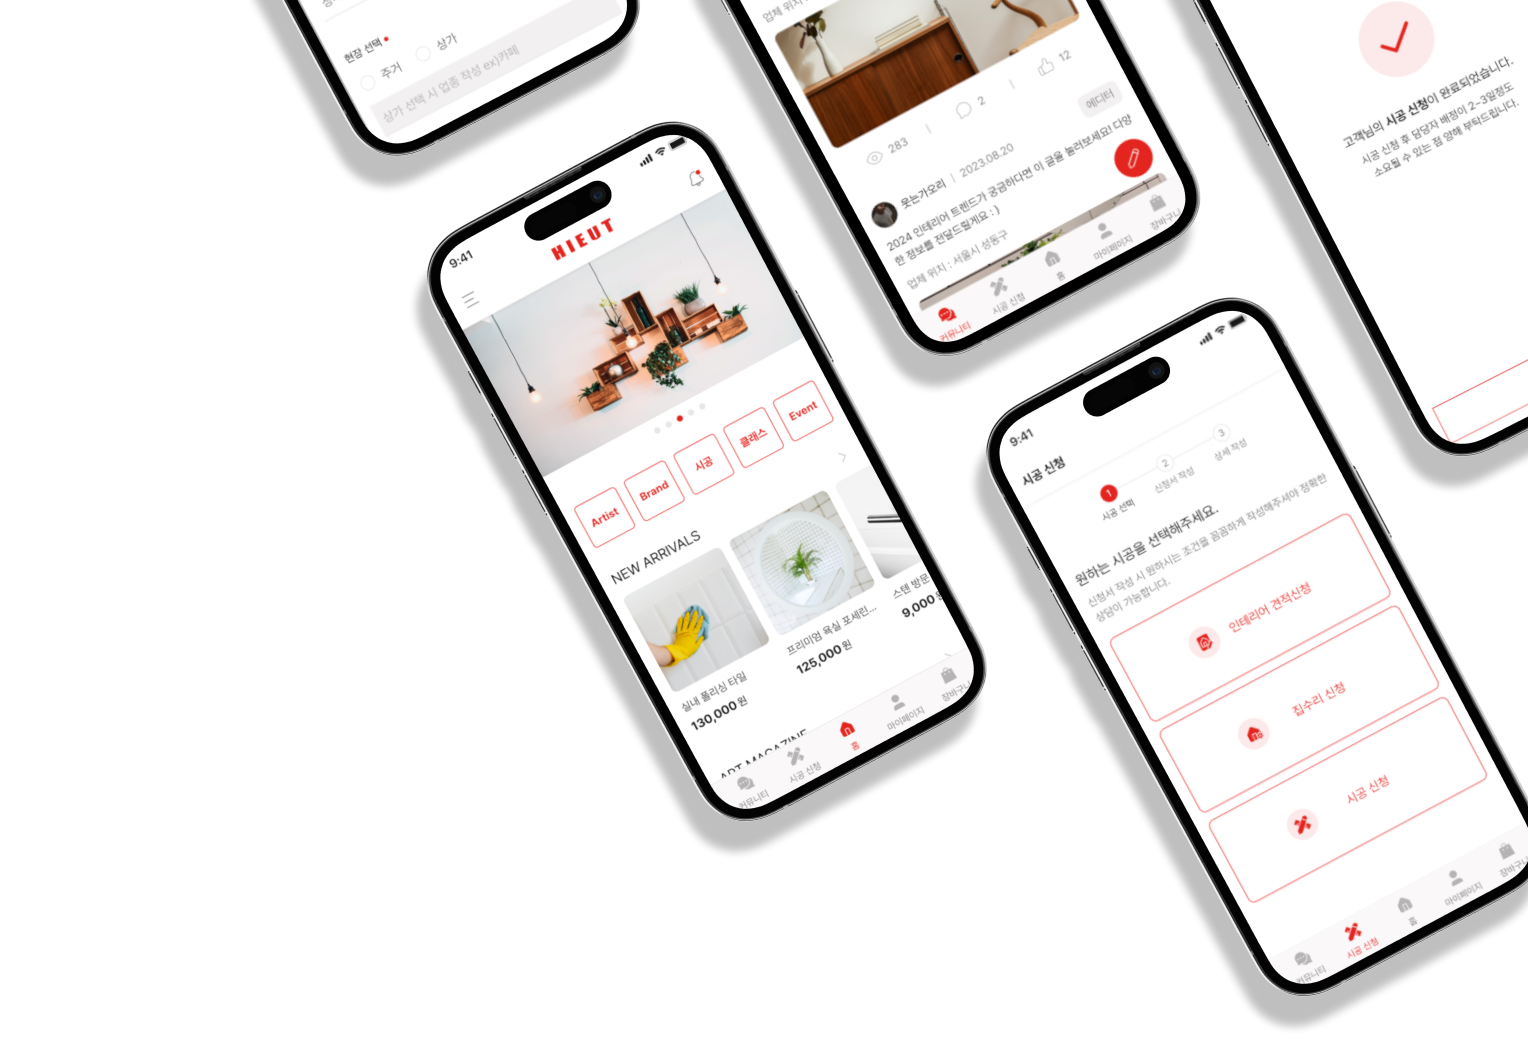 현장 선택
주거
상가
상가 선택 시 업종 작성 ex)카페
9:41
HIEUT
Artist
Brand
시공
클래스
Event
NEW ARRIVALS
실내 폴리싱 타일
130,000 원
프리미엄 욕실 포세린...
125,000 원
스텐 방문
9,000
ART MAGAZINE
커뮤니티
시공 신청
홈
마이페이지
장바구니
업체 위치
283
2
12
에디터
웃는가오리
2023.08.20
2024 인테리어 트렌드가 궁금하다면 이 글을 눌러보세요! 다양
한 정보를 전달드릴게요 : )
업체 위치 ; 서울시 성동구
커뮤니티
시공 신청
홈
마이페이지
장바구니
고객님의 시공 신청이 완료되었습니다.
시공 신청 후 담당자 배정이 2~3일정도
소요될 수 있는 점 양해 부탁드립니다.
9:41
시공 신청
1
2
3
시공 선택
신청서 작성
상세 작성
원하는 시공을 선택해주세요.
신청서 작성 시 원하시는 조건을 꼼꼼하게 작성해주셔야 정확한
상담이 가능합니다.
인테리어 견적신청
집수리 신청
시공 신청
커뮤니티
시공 신청
홈
마이페이지
장바구니